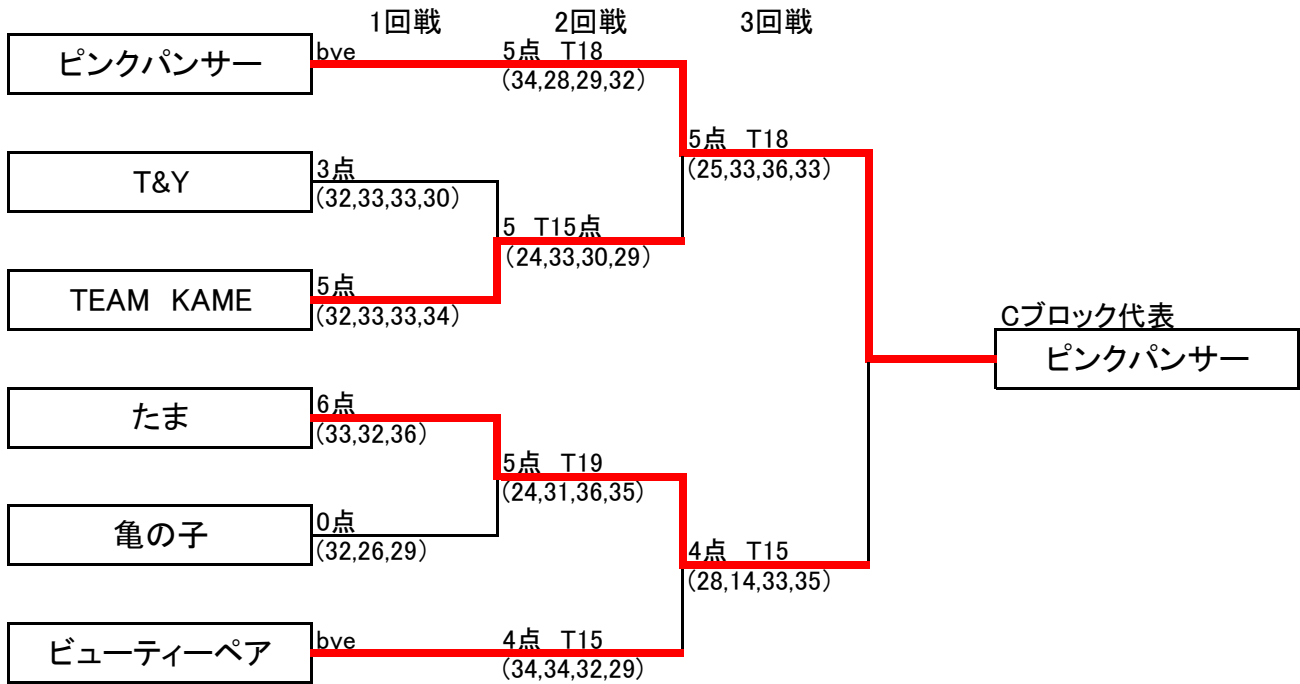 1回戦
2回戦
3回戦
ピンクパンサー
bye
5点　T18
(34,28,29,32)
5点　T18
(25,33,36,33)
T&Y
3点
(32,33,33,30)
5　T15点
(24,33,30,29)
TEAM　KAME
5点
(32,33,33,34)
Cブロック代表
ピンクパンサー
たま
6点
(33,32,36)
5点　T19
(24,31,36,35)
亀の子
0点
(32,26,29)
4点　T15
(28,14,33,35)
ビューティーペア
bye
4点　T15
(34,34,32,29)